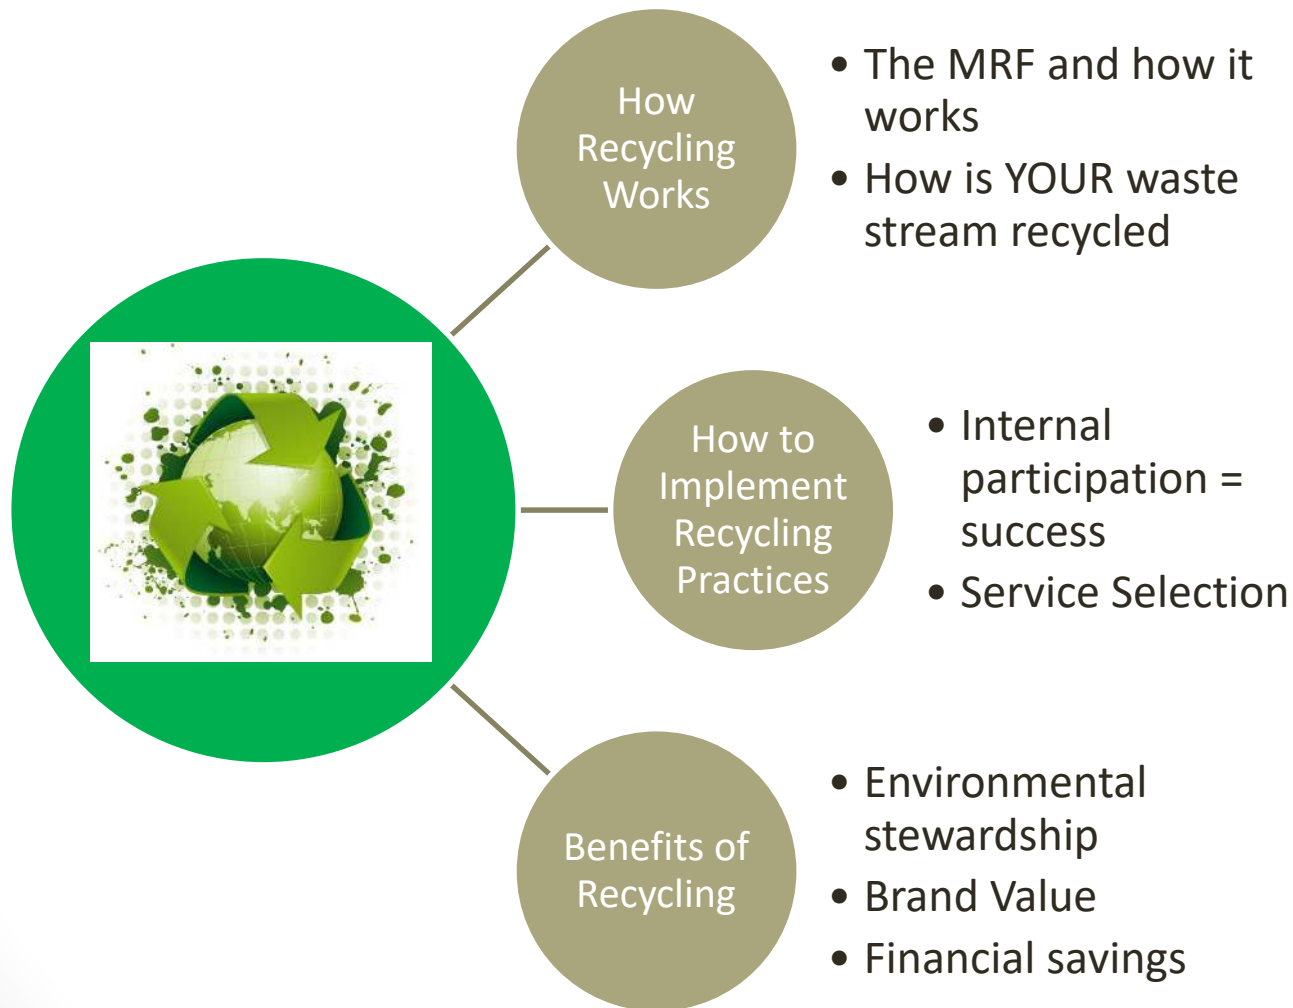 How
Recycling
Works
• The MRF and how it
works
• How is YOUR waste
stream recycled
How to
Implement
Recycling
Practices
• Internal
participation =
success
• Service Selection
Benefits of
Recycling
• Environmental
stewardship
• Brand Value
• Financial savings